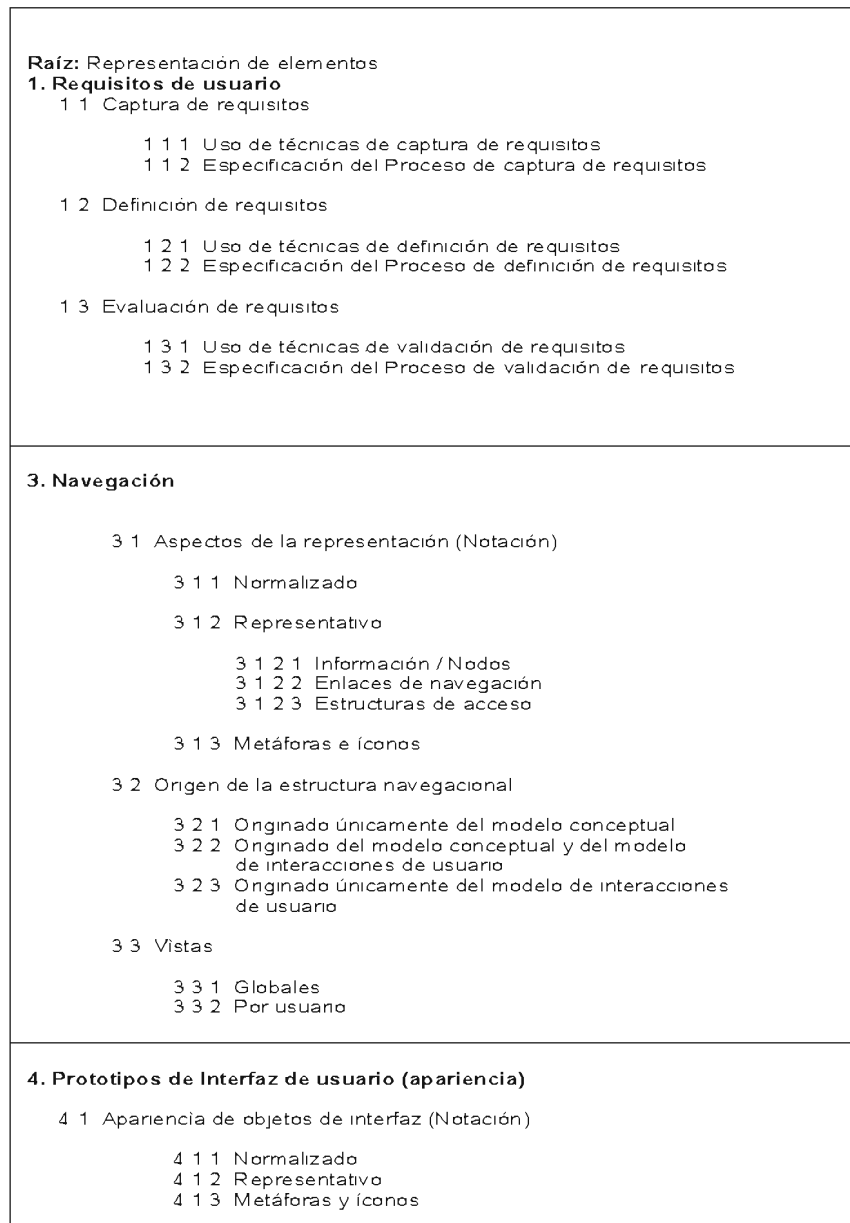 Raíz: Representación de elementos
1. Requisitos de usuario
1 1 Captura de requisitos
1 1 1 Uso de técnicas de captura de requisitos
1 1 2 Especificación del Proceso de captura de requisitos
1 2 Definición de requisitos
1 2 1 Uso de técnicas de definición de requisitos
1 2 2 Especificación del Proceso de definición de requisitos
1 3 Evaluación de requisitos
1 3 1 Uso de técnicas de validación de requisitos
1 3 2 Especificación del Proceso de validación de requisitos
3. Navegación
3 1 Aspectos de la representación (Notación)
3 1 1 Normalizado
3 1 2 Representativo
3 1 2 1 Información / Nodos
3 1 2 2 Enlaces de navegación
3 1 2 3 Estructuras de acceso
3 1 3 Metáforas e íconos
3 2 Origen de la estructura navegacional
3 2 1 Originado únicamente del modelo conceptual
3 2 2 Originado del modelo conceptual y del modelo
de interacciones de usuario
3 2 3 Originado únicamente del modelo de interacciones
de usuario
3 3 Vistas
3 3 1 Globales
3 3 2 Por usuario
4. Prototipos de Interfaz de usuario (apariencia)
4 1 Apariencia de objetos de interfaz (Notación)
4 1 1 Normalizado
4 1 2 Representativo
4 1 3 Metáforas y íconos